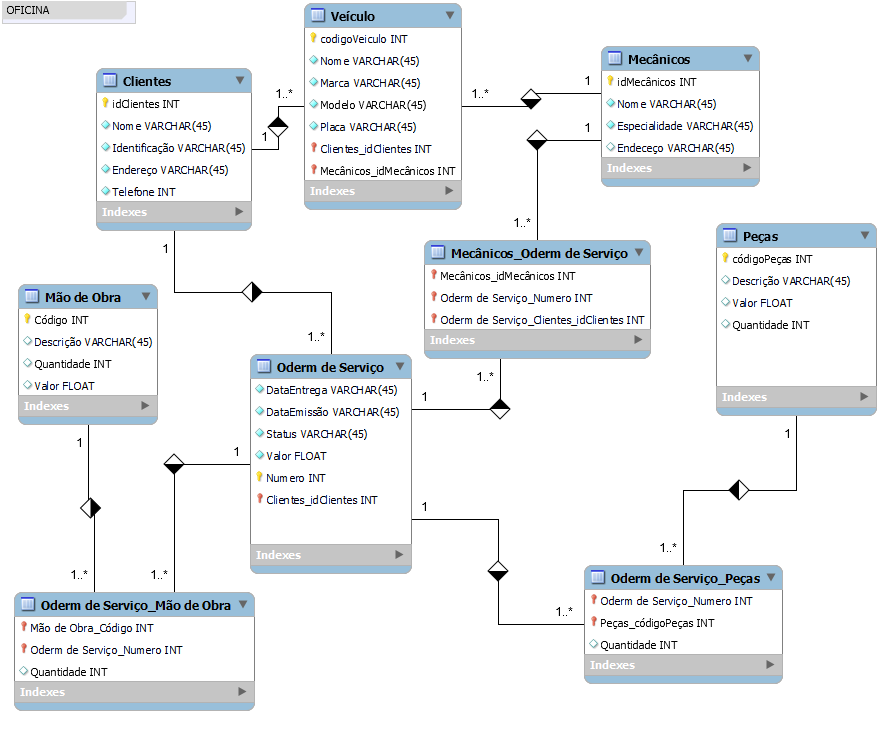 OFICINA
Veículo
codigoVeiculo INT
Nome VARCHAR(45)
Marca VARCHAR(45)
Modelo VARCHAR(45)
Placa VARCHAR(45)
Clientes_idClientes INT
Mecânicos_idMecânicos INT
Indexes
Clientes
idClientes INT
Nome VARCHAR(45)
Identificação VARCHAR(45)
Endereço VARCHAR(45)
Telefone INT
Indexes
1..*
1
1..*
1
Mecânicos
idMecânicos INT
Nome VARCHAR(45)
Especialidade VARCHAR(45)
Endeceço VARCHAR(45)
Indexes
1
1..*
Mecânicos_Oderm de Serviço
Mecânicos_idMecânicos INT
Oderm de Serviço_Numero INT
Oderm de Serviço_Clientes_idClientes INT
Indexes
Peças
códigoPeças INT
Descrição VARCHAR(45)
Valor FLOAT
Quantidade INT
Indexes
1
1..*
Mão de Obra
Código INT
Descrição VARCHAR(45)
Quantidade INT
Valor FLOAT
Indexes
Oderm de Serviço
DataEntrega VARCHAR(45)
DataEmissão VARCHAR(45)
Status VARCHAR(45)
Valor FLOAT
Numero INT
Clientes_idClientes INT
Indexes
1..*
1
1
1
1
1..*
1..*
1
1..*
1..*
Oderm de Serviço_Mão de Obra
Mão de Obra_Código INT
Oderm de Serviço_Numero INT
Quantidade INT
Indexes
Oderm de Serviço_Peças
Oderm de Serviço_Numero INT
Peças_códigoPeças INT
Quantidade INT
Indexes